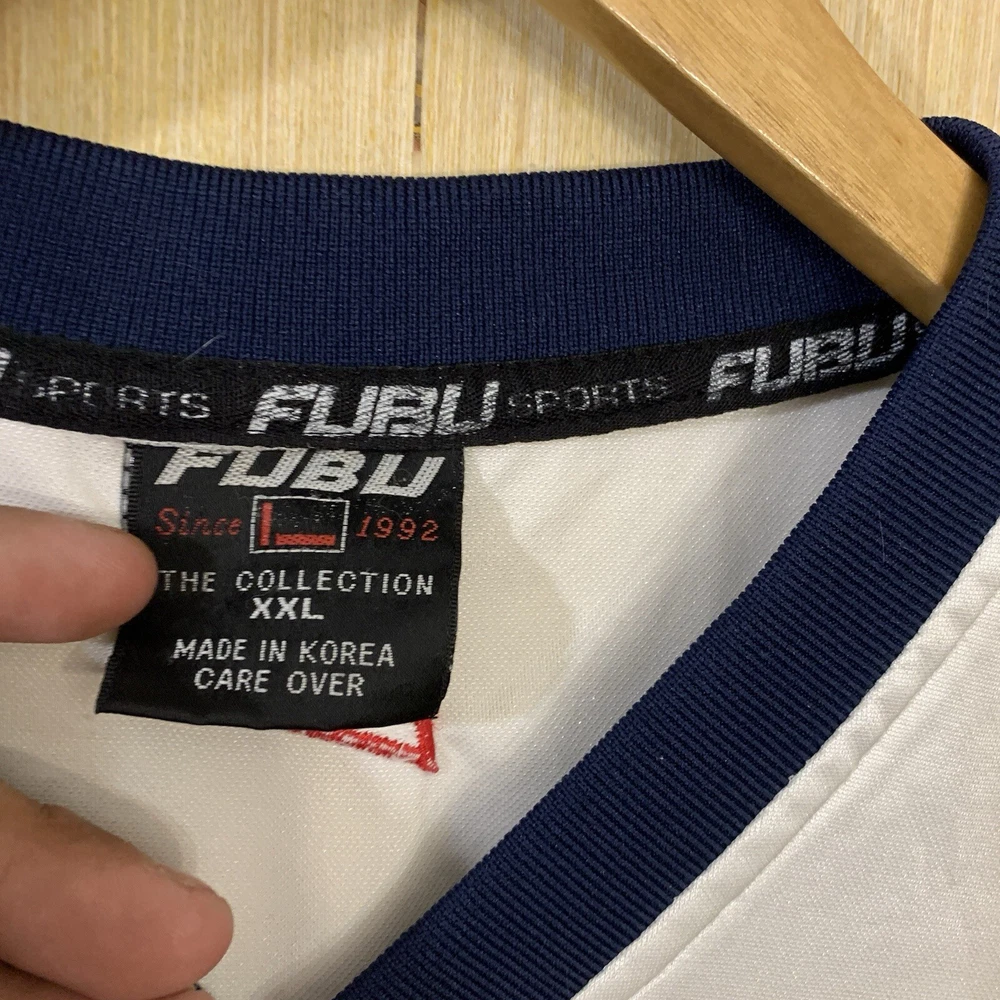 SPORTS FUBU SPORTS FUBU
FUBU
Since L 1992
THE COLLECTION
XXL
MADE IN KOREA
CARE OVER